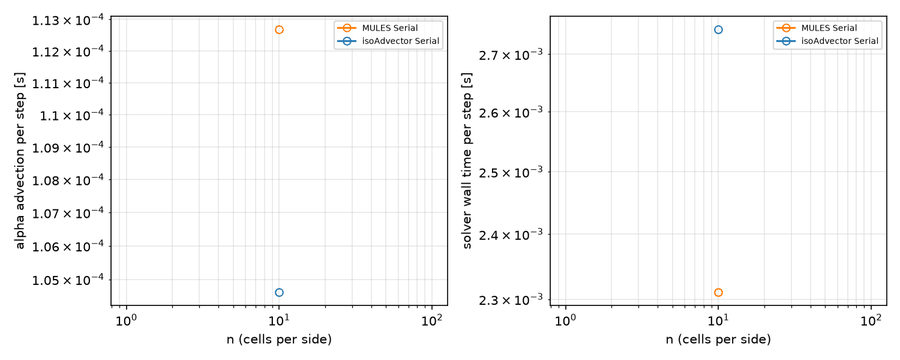 1.13 × 10⁻⁴
1.12 × 10⁻⁴
1.1 × 10⁻⁴
1.1 × 10⁻⁴
1.09 × 10⁻⁴
1.08 × 10⁻⁴
1.07 × 10⁻⁴
1.06 × 10⁻⁴
1.05 × 10⁻⁴
alpha advection per step [s]
10⁰ 10¹ 10²
n (cells per side)
MULES Serial
isoAdvector Serial
2.7 × 10⁻³
2.6 × 10⁻³
2.5 × 10⁻³
2.4 × 10⁻³
2.3 × 10⁻³
solver wall time per step [s]
10⁰ 10¹ 10²
n (cells per side)
MULES Serial
isoAdvector Serial